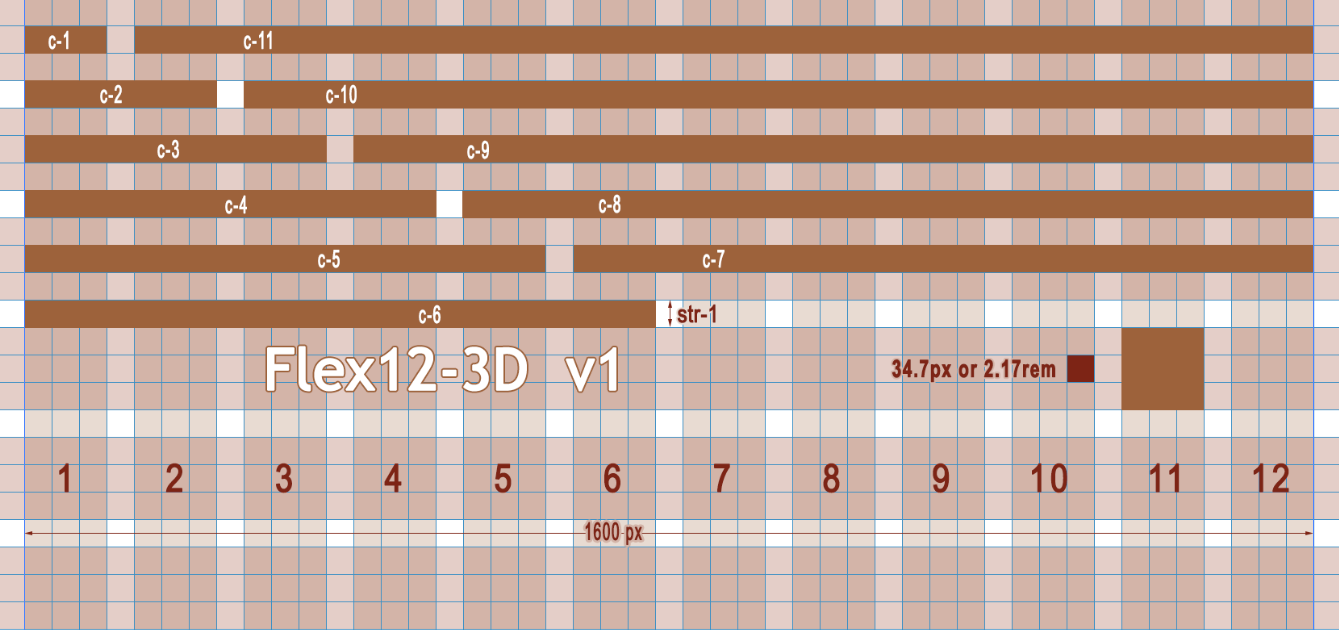 c-1 c-11
c-2 c-10
c-3 c-9
c-4 c-8
c-5 c-7
c-6 str-1
Flex12-3D v1
34.7px or 2.17rem
1 2 3 4 5 6 7 8 9 10 11 12
1600 px